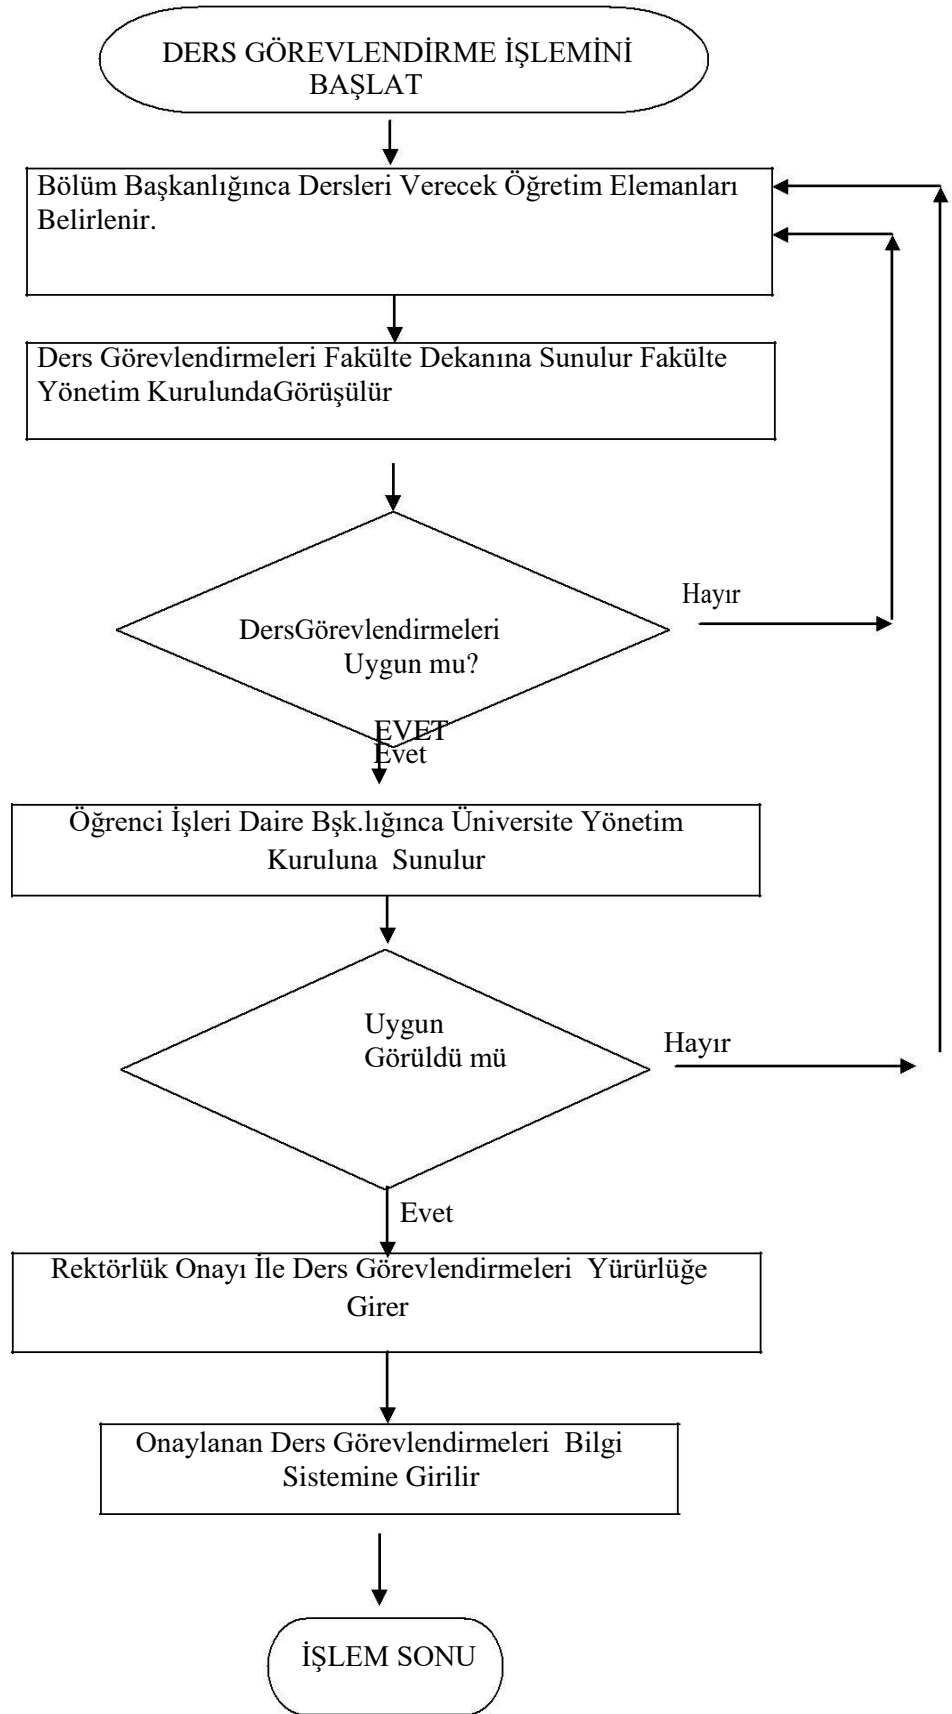 DERS GÖREVLENDİRME İŞLEMİNİ
BAŞLAT
Bölüm Başkanlığınca Dersleri Verecek Öğretim Elemanları
Belirlenir.
Ders Görevlendirmeleri Fakülte Dekanına Sunulur Fakülte
Yönetim KurulundaGörüşülür
Hayır
DersGörevlendirmeleri
Uygun mu?
EVET
Evet
Öğrenci İşleri Daire Bşk.lığınca Üniversite Yönetim
Kuruluna Sunulur
Uygun
Görüldü mü
Hayır
Evet
Rektörlük Onayı İle Ders Görevlendirmeleri Yürürlüğe
Girer
Onaylanan Ders Görevlendirmeleri Bilgi
Sistemine Girilir
İŞLEM SONU